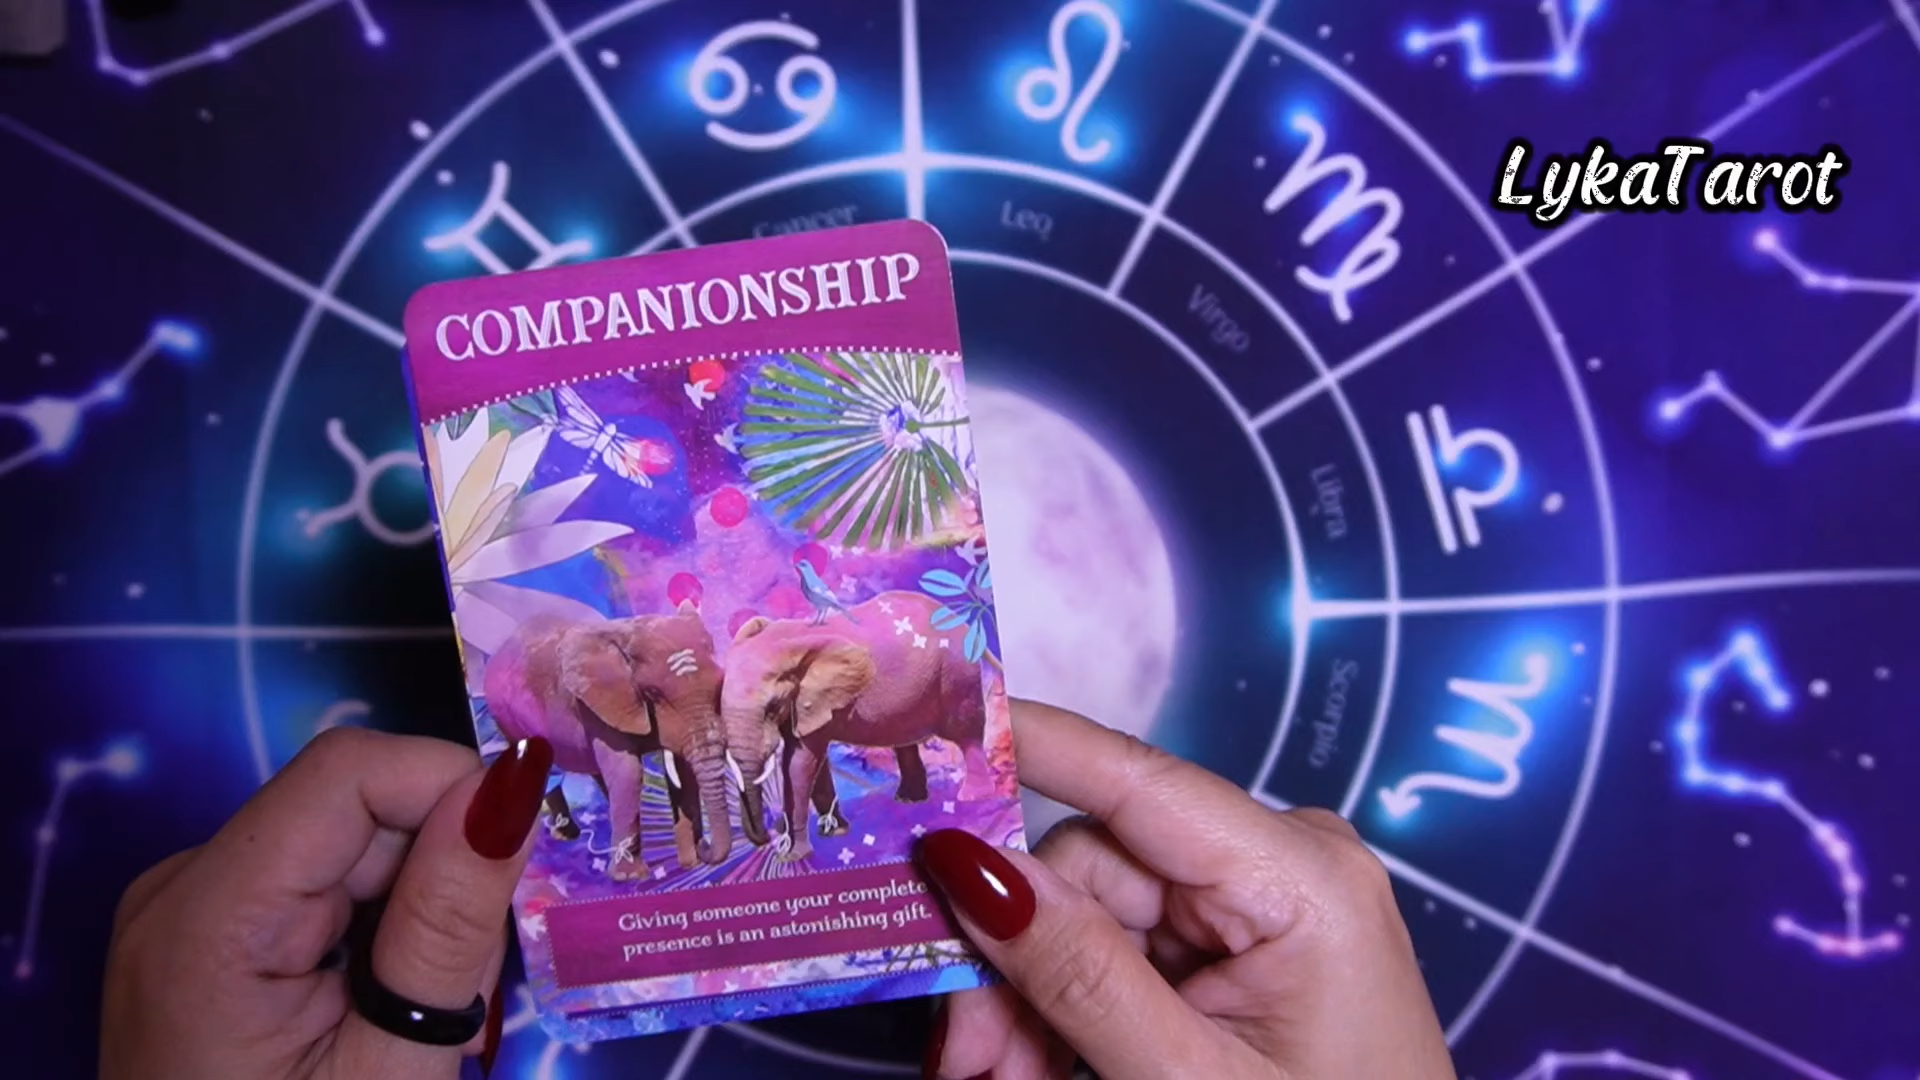 LykaTarot
Cancer
Leo
Virgo
Libra
Scorpio
COMPANIONSHIP
Giving someone your complete
presence is an astonishing gift.